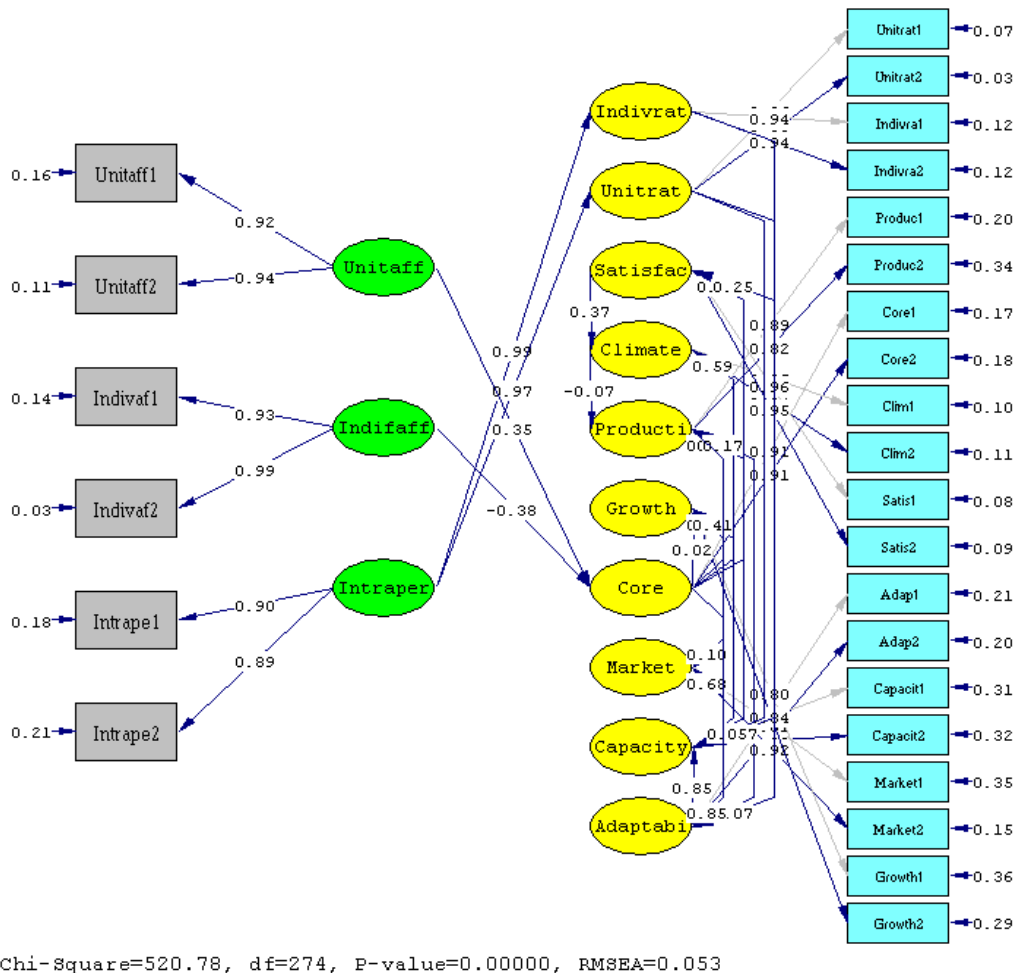 Unitrat1
0.07
Unitrat2
0.03
Indivrat
0.94
Indivra1
0.12
0.94
Indivra2
0.12
0.16
Unitaff1
Unitrat
0.92
Produc1
0.20
Unitaff
Satisfac
Produc2
0.34
0.11
Unitaff2
0.94
0.25
0.37
Core1
0.17
0.89
Climate
0.99
0.82
Core2
0.18
0.59
0.14
Indivaf1
0.97
-0.07
0.96
Clim1
0.10
0.93
0.95
Indifaff
0.35
Producti
0.17
0.91
Clim2
0.11
0.99
0.91
0.03
Indivaf2
-0.38
Growth
Satis1
0.08
0.41
0.02
Satis2
0.09
Intraper
Core
Adap1
0.21
0.18
Intrape1
0.90
Adap2
0.20
0.89
Market
0.10
0.68
Capacit1
0.31
0.80
0.84
0.21
Intrape2
Capacity
0.057
0.92
Capacit2
0.32
0.85
Market1
0.35
Adaptabi
0.85
.07
Market2
0.15
Growth1
0.36
Growth2
0.29
Chi-Square=520.78, df=274, P-value=0.00000, RMSEA=0.053